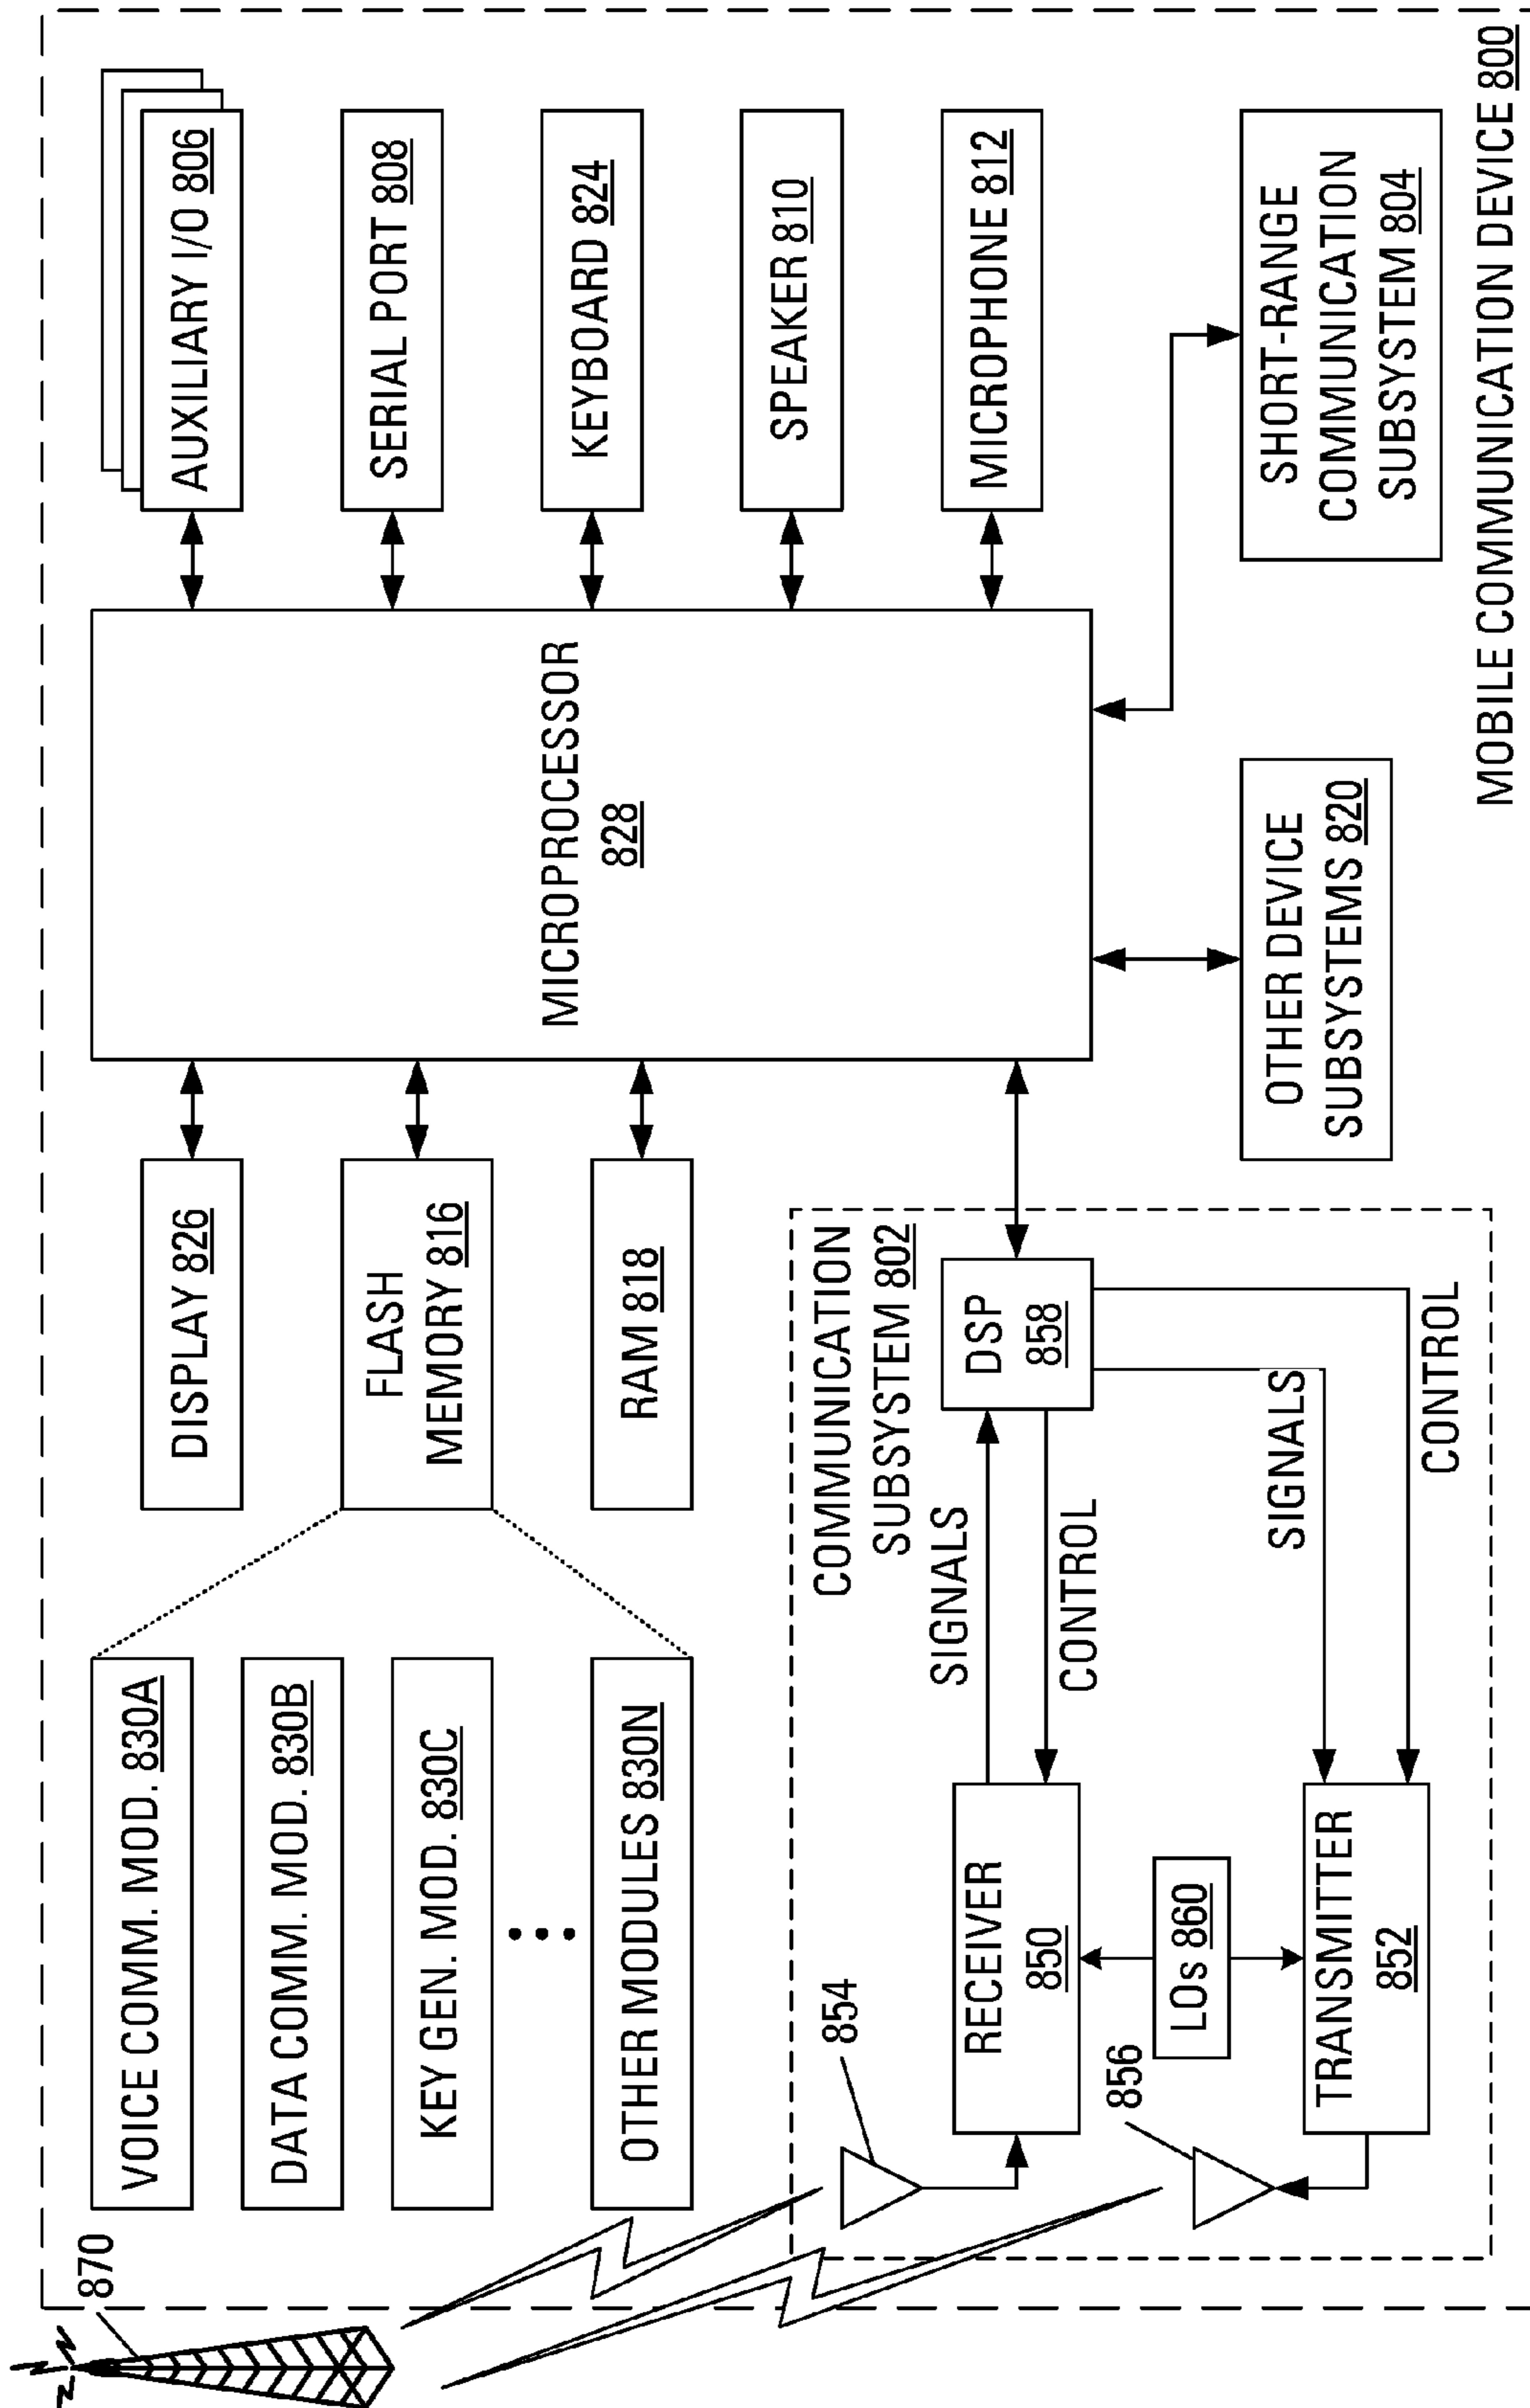 870
VOICE COMM. MOD. 830A
DATA COMM. MOD. 830B
KEY GEN. MOD. 830C
OTHER MODULES 830N
DISPLAY 826
FLASH
MEMORY 816
RAM 818
MICROPROCESSOR
828
AUXILIARY I/O 806
SERIAL PORT 808
KEYBOARD 824
SPEAKER 810
MICROPHONE 812
COMMUNICATION
SUBSYSTEM 802
854
RECEIVER
850
SIGNALS
CONTROL
DSP
858
856
LOs 860
TRANSMITTER
852
SIGNALS
CONTROL
OTHER DEVICE
SUBSYSTEMS 820
SHORT-RANGE
COMMUNICATION
SUBSYSTEM 804
MOBILE COMMUNICATION DEVICE 800